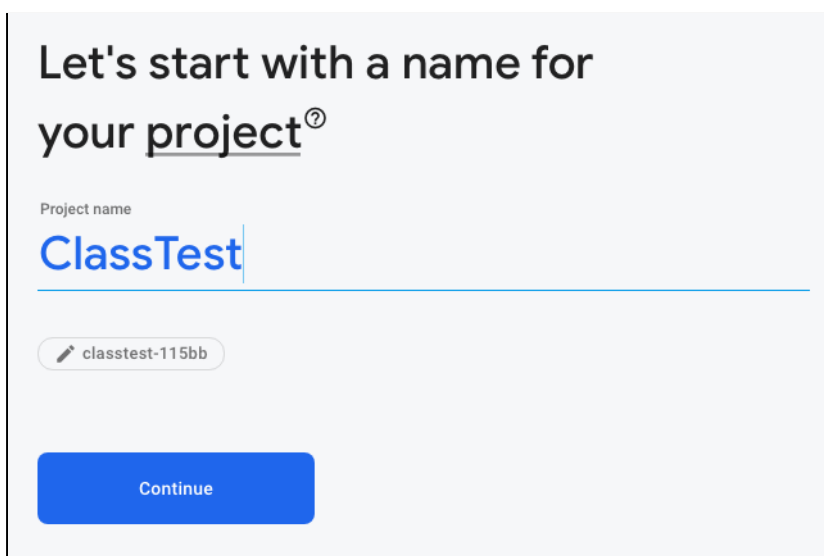 Let's start with a name for
your project
Project name
ClassTest
classtest-115bb
Continue